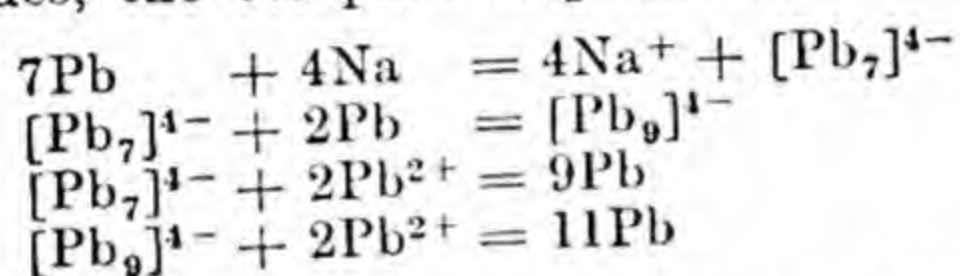 7Pb + 4Na = 4Na⁺ + [Pb₇]⁴⁻
[Pb₇]⁴⁻ + 2Pb = [Pb₉]⁴⁻
[Pb₇]⁴⁻ + 2Pb²⁺ = 9Pb
[Pb₉]⁴⁻ + 2Pb²⁺ = 11Pb